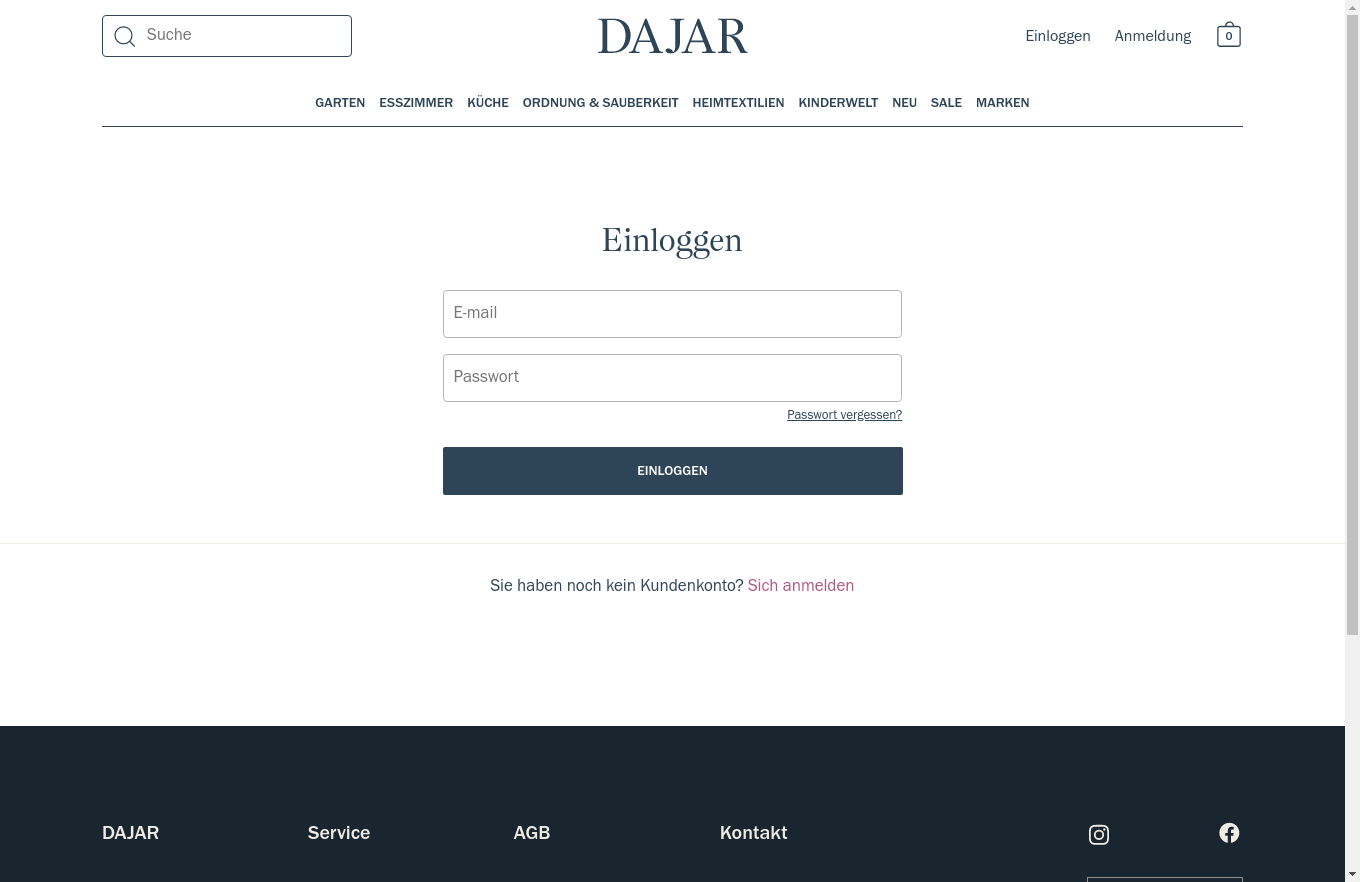 Suche
DAJAR
Einloggen Anmeldung 0
GARTEN ESSZIMMER KÜCHE ORDNUNG & SAUBERKEIT HEIMTEXTILIEN KINDERWELT NEU SALE MARKEN
Einloggen
E-mail
Passwort
Passwort vergessen?
EINLOGGEN
Sie haben noch kein Kundenkonto? Sich anmelden
DAJAR Service AGB Kontakt